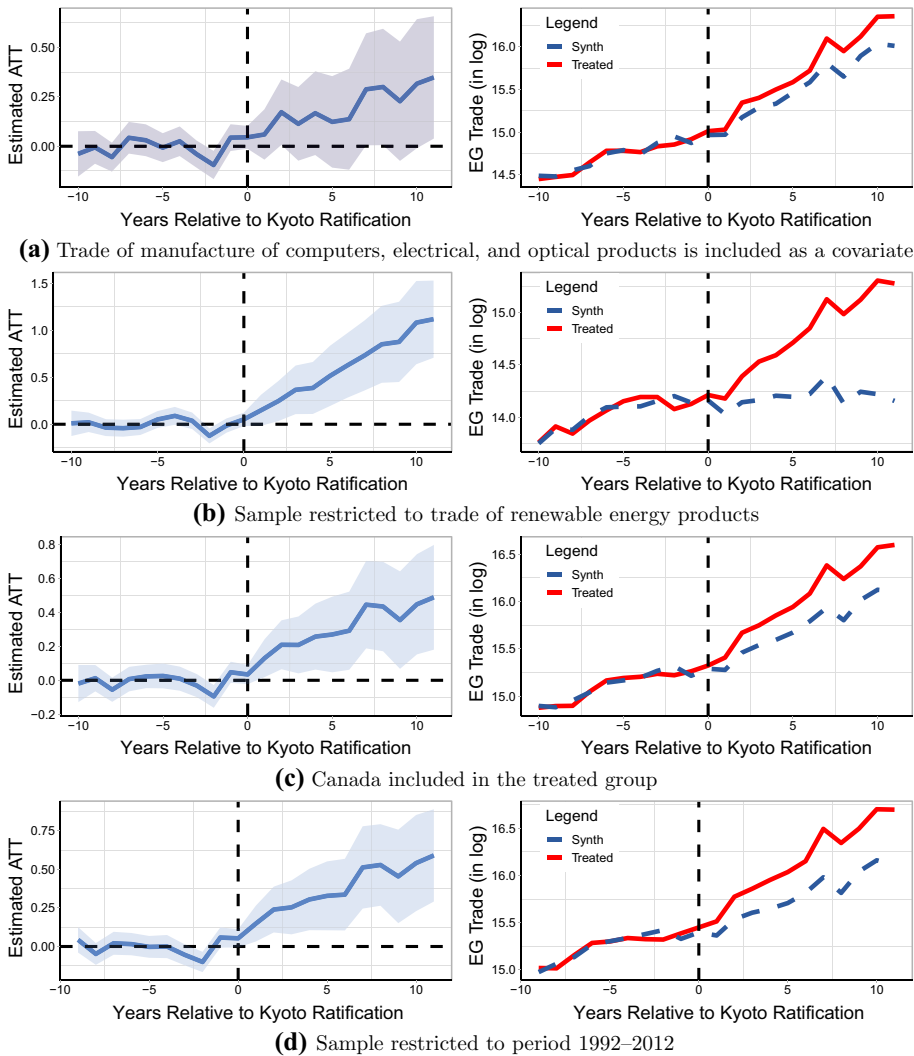 Estimated ATT
0.50
0.25
0.00
−10 −5 0 5 10
Years Relative to Kyoto Ratification
EG Trade (in log)
16.0
15.5
15.0
14.5
Legend
Synth
Treated
−10 −5 0 5 10
Years Relative to Kyoto Ratification
(a) Trade of manufacture of computers, electrical, and optical products is included as a covariate
Estimated ATT
1.5
1.0
0.5
0.0
−10 −5 0 5 10
Years Relative to Kyoto Ratification
EG Trade (in log)
15.0
14.5
14.0
Legend
Synth
Treated
−10 −5 0 5 10
Years Relative to Kyoto Ratification
(b) Sample restricted to trade of renewable energy products
Estimated ATT
0.8
0.6
0.4
0.2
0.0
−0.2
−10 −5 0 5 10
Years Relative to Kyoto Ratification
EG Trade (in log)
16.5
16.0
15.5
15.0
Legend
Synth
Treated
−10 −5 0 5 10
Years Relative to Kyoto Ratification
(c) Canada included in the treated group
Estimated ATT
0.75
0.50
0.25
0.00
−10 −5 0 5 10
Years Relative to Kyoto Ratification
EG Trade (in log)
16.5
16.0
15.5
15.0
Legend
Synth
Treated
−10 −5 0 5 10
Years Relative to Kyoto Ratification
(d) Sample restricted to period 1992–2012